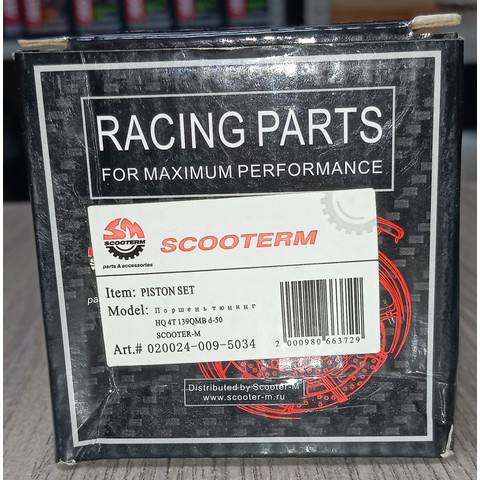 RACING PARTS
FOR MAXIMUM PERFORMANCE
SM
SCOOTERM
parts & accessories
SCOOTERM
Item: PISTON SET
Model: Поршень тюнинг
HQ 4T 139QMB d-50
SCOOTER-M
Art.# 020024-009-5034
2 000980 663729
Distributed by Scooter-M
www.scooter-m.ru